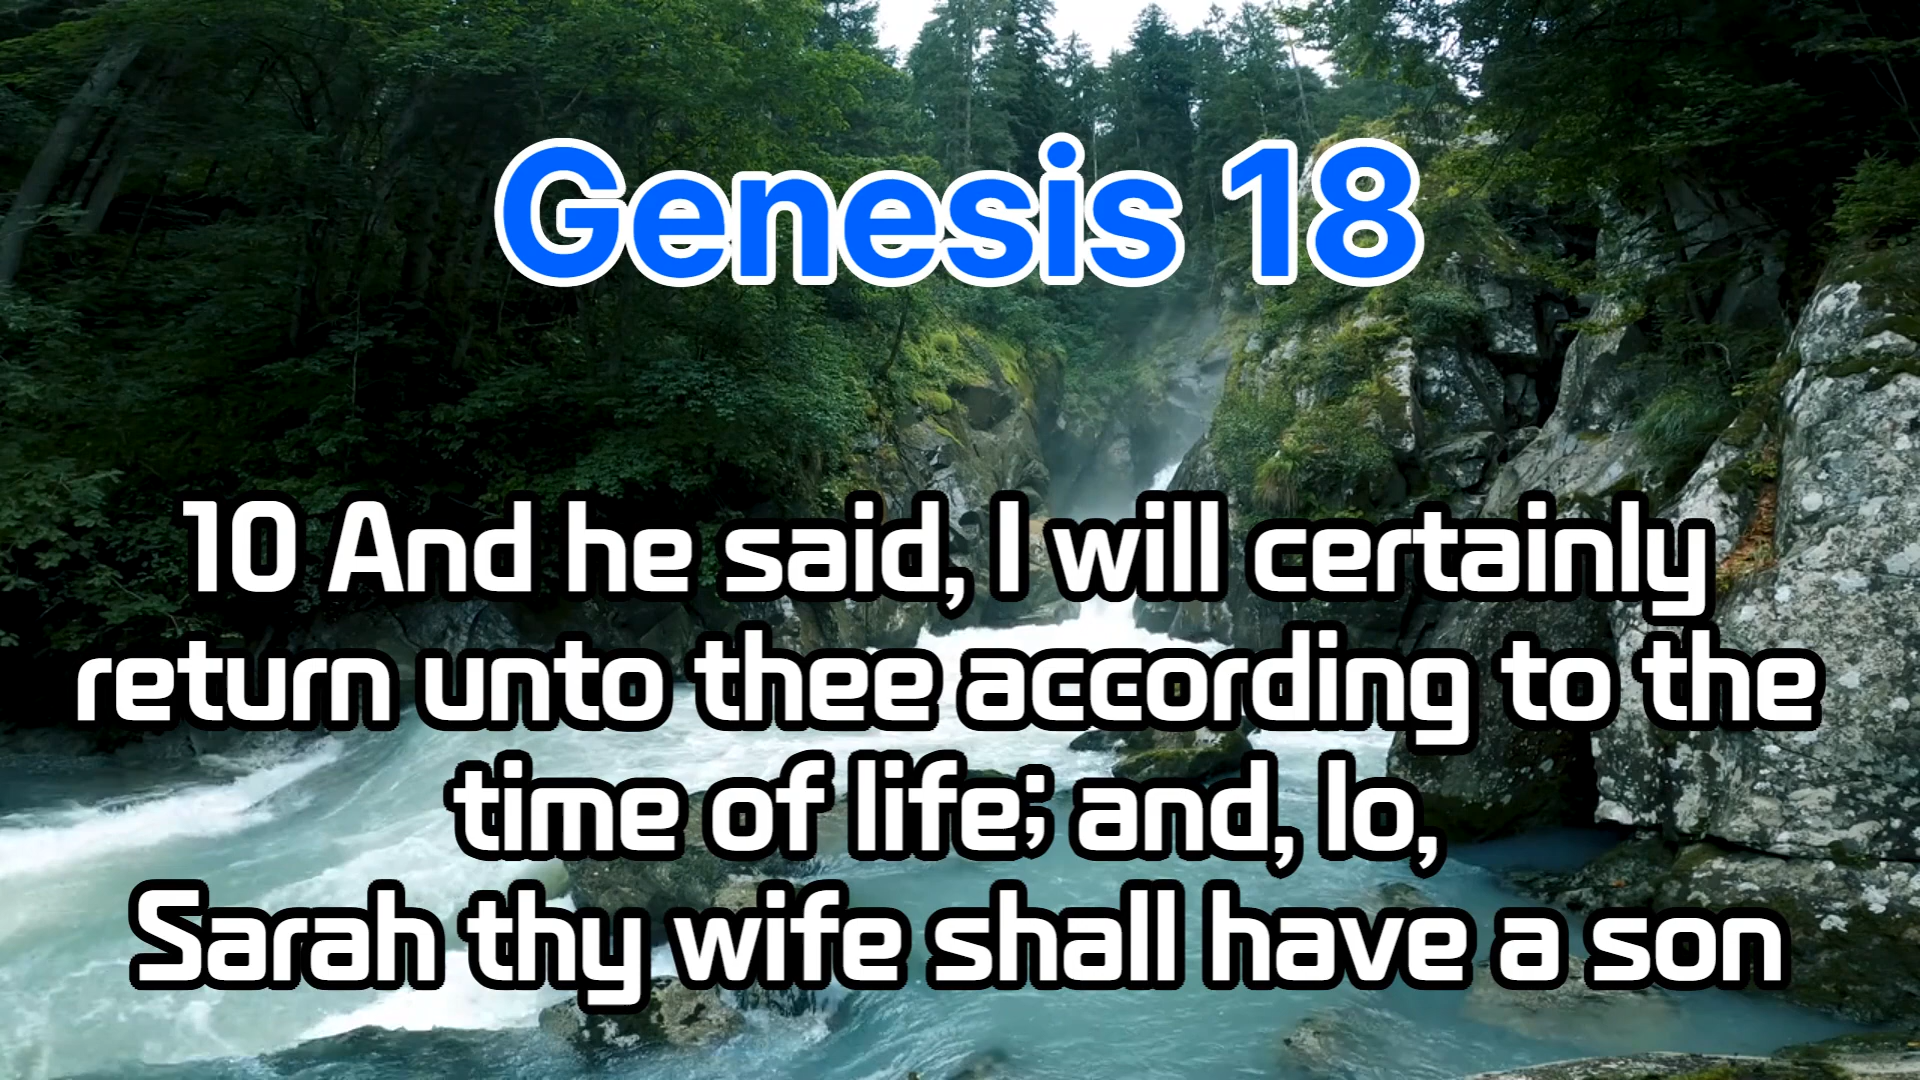 Genesis 18
10 And he said, I will certainly
return unto thee according to the
time of life; and, lo,
Sarah thy wife shall have a son